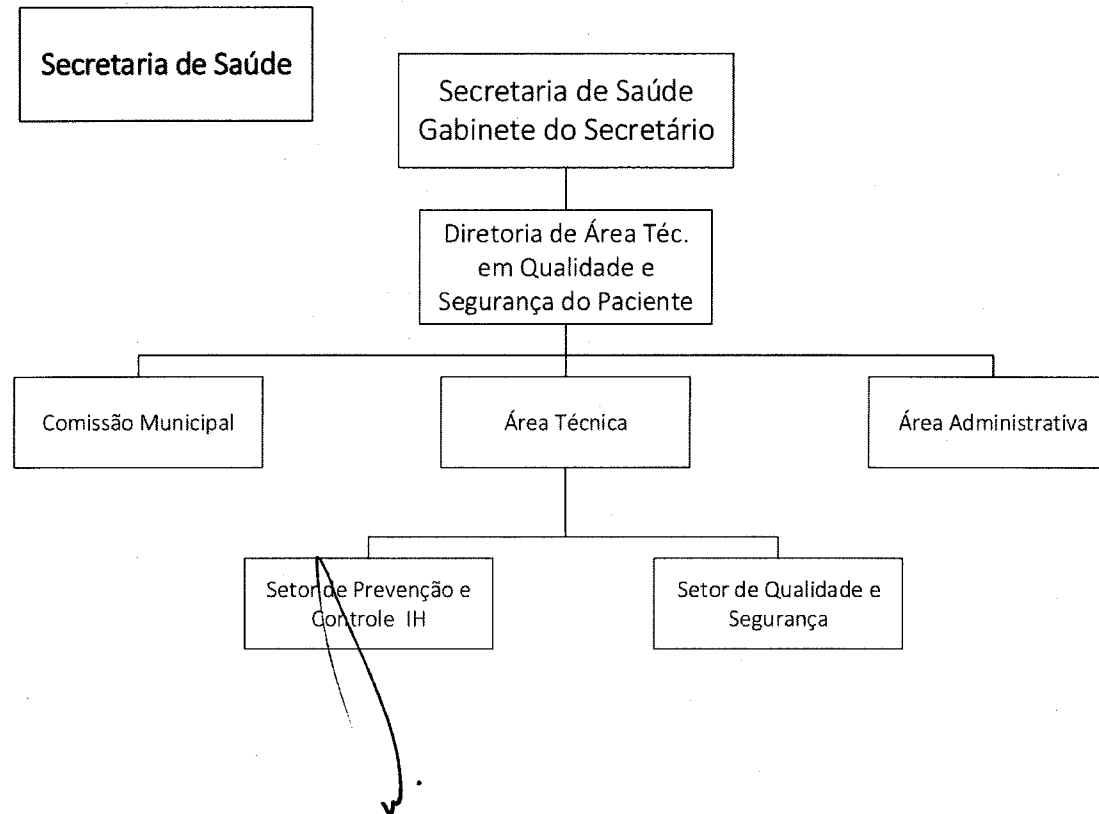 Secretaria de Saúde
Secretaria de Saúde
Gabinete do Secretário
Diretoria de Área Téc.
em Qualidade e
Segurança do Paciente
Comissão Municipal
Área Técnica
Área Administrativa
Setor de Prevenção e
Controle IH
Setor de Qualidade e
Segurança